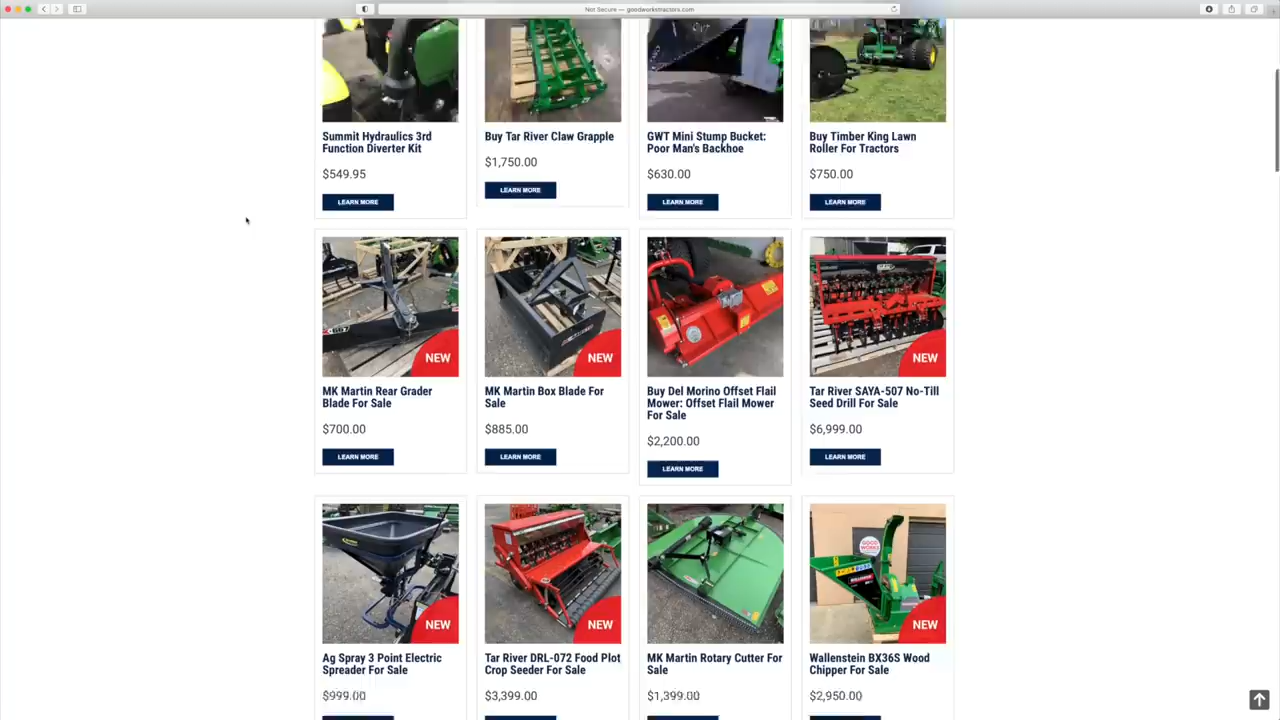 Not Secure — goodworkstractors.com
Summit Hydraulics 3rd
Function Diverter Kit
$549.95
LEARN MORE
Buy Tar River Claw Grapple
$1,750.00
LEARN MORE
GWT Mini Stump Bucket:
Poor Man's Backhoe
$630.00
LEARN MORE
Buy Timber King Lawn
Roller For Tractors
$750.00
LEARN MORE
NEW
MK Martin Rear Grader
Blade For Sale
$700.00
LEARN MORE
NEW
MK Martin Box Blade For
Sale
$885.00
LEARN MORE
Buy Del Morino Offset Flail
Mower: Offset Flail Mower
For Sale
$2,200.00
LEARN MORE
NEW
Tar River SAYA-507 No-Till
Seed Drill For Sale
$6,999.00
LEARN MORE
NEW
Ag Spray 3 Point Electric
Spreader For Sale
$999.00
NEW
Tar River DRL-072 Food Plot
Crop Seeder For Sale
$3,399.00
MK Martin Rotary Cutter For
Sale
$1,399.00
GOOD
WORKS
NEW
Wallenstein BX36S Wood
Chipper For Sale
$2,950.00